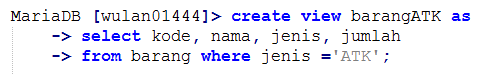 MariaDB [wulan01444]> create view barangATK as
-> select kode, nama, jenis, jumlah
-> from barang where jenis ='ATK';